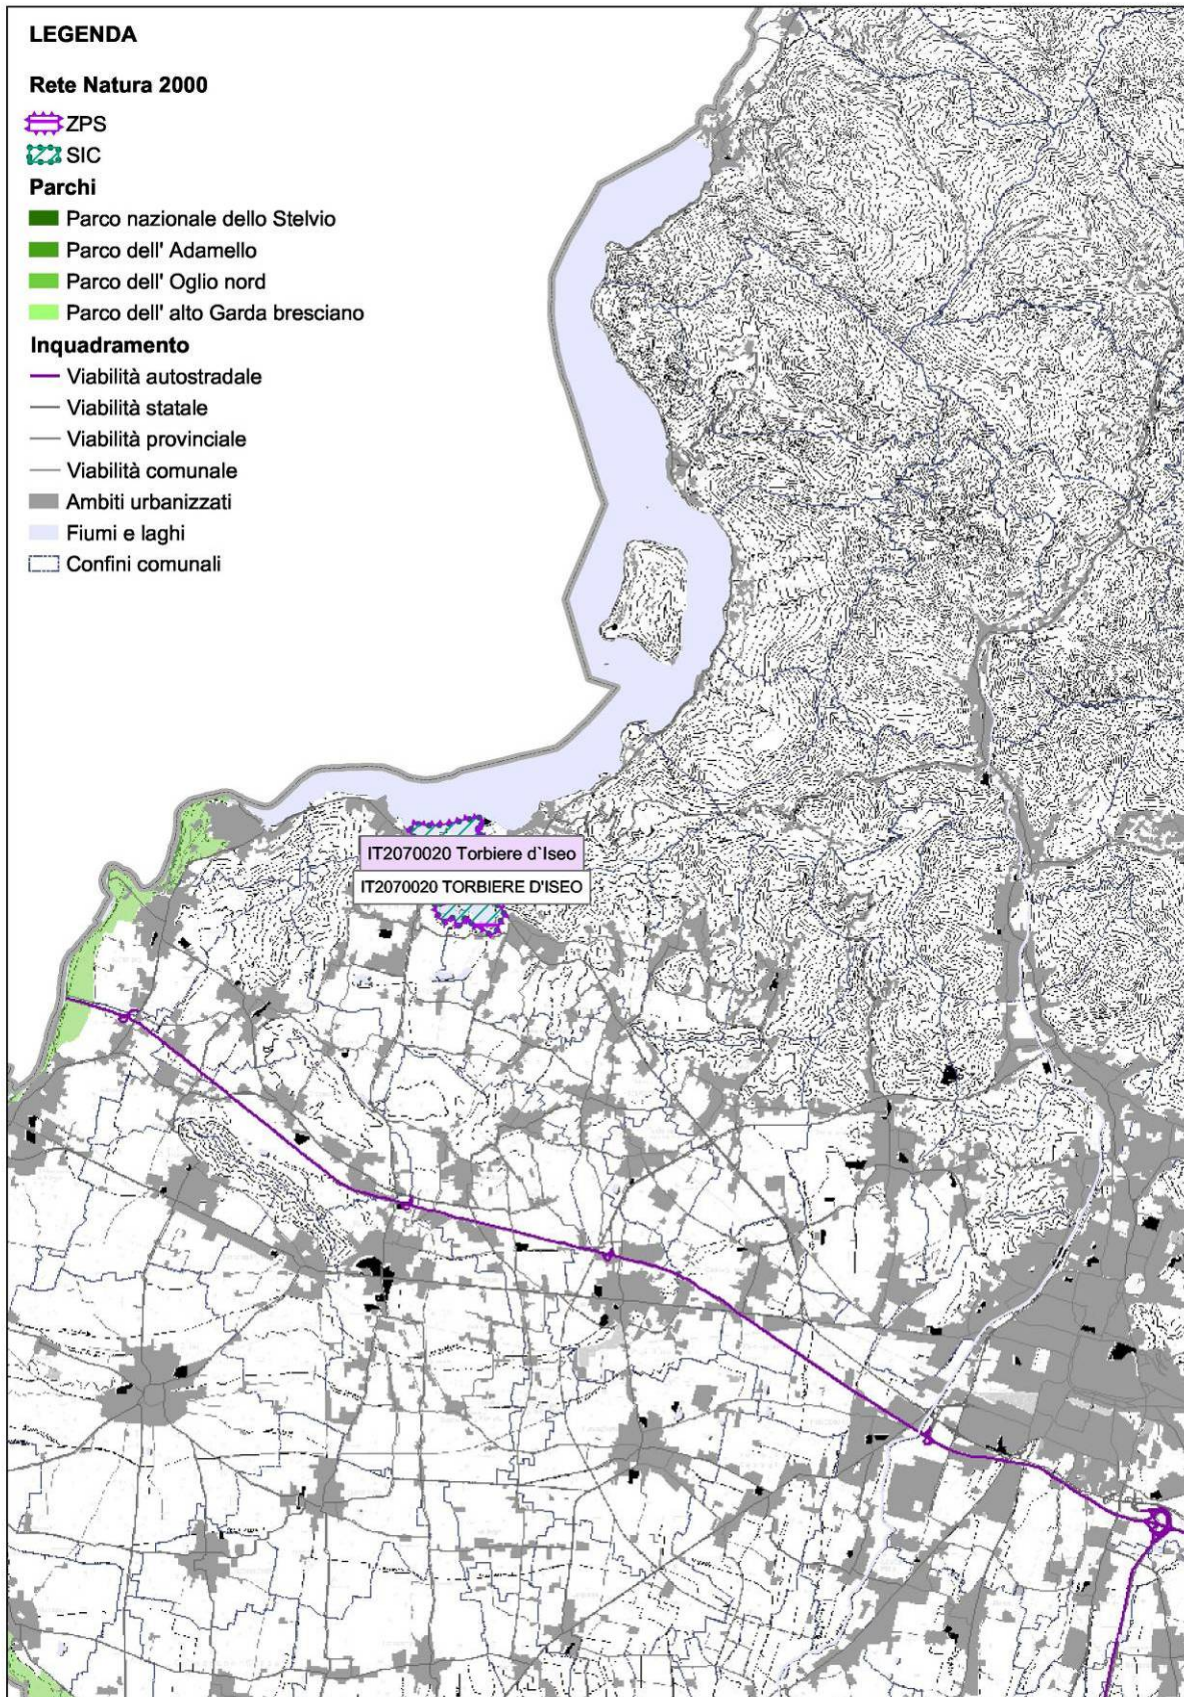 LEGENDA
Rete Natura 2000
ZPS
SIC
Parchi
Parco nazionale dello Stelvio
Parco dell' Adamello
Parco dell' Oglio nord
Parco dell' alto Garda bresciano
Inquadramento
Viabilità autostradale
Viabilità statale
Viabilità provinciale
Viabilità comunale
Ambiti urbanizzati
Fiumi e laghi
Confini comunali
IT2070020 Torbiere d`Iseo
IT2070020 TORBIERE D'ISEO